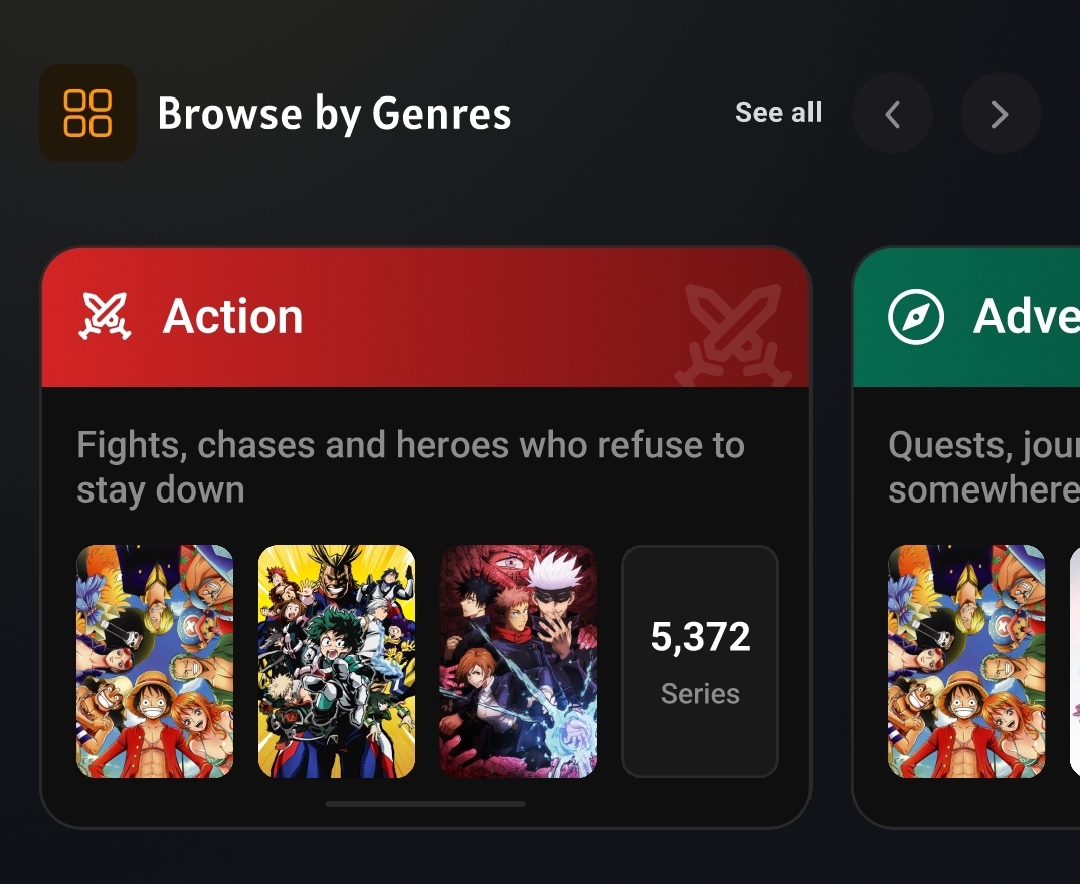 Browse by Genres
See all
Action
Fights, chases and heroes who refuse to
stay down
5,372
Series
Adve
Quests, jour
somewhere